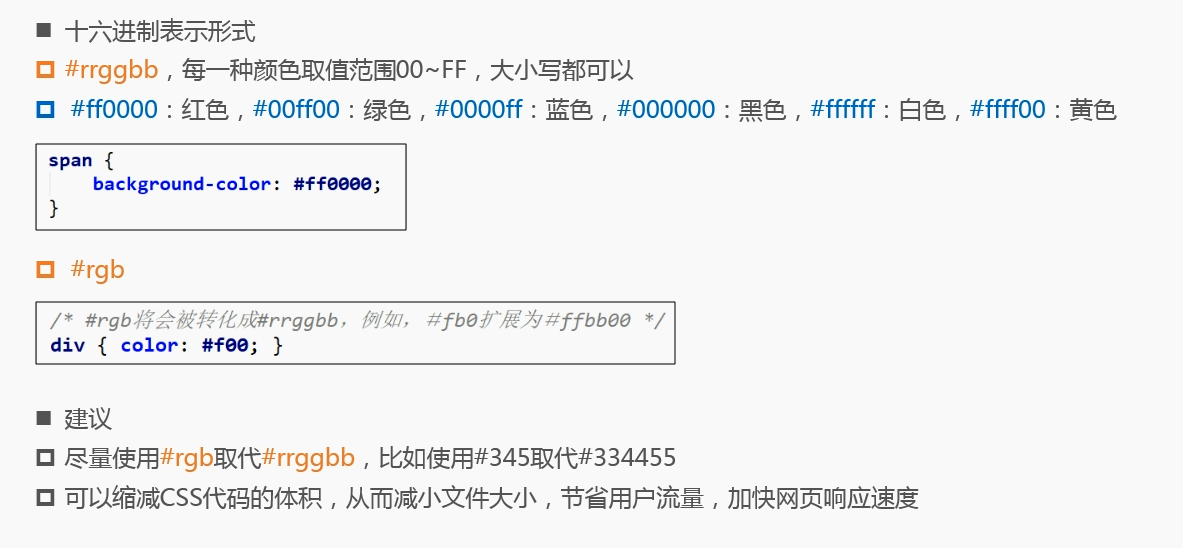 十六进制表示形式
#rrggbb，每一种颜色取值范围00~FF，大小写都可以
#ff0000：红色，#00ff00：绿色，#0000ff：蓝色，#000000：黑色，#ffffff：白色，#ffff00：黄色
span {
    background-color: #ff0000;
}
#rgb
/* #rgb将会被转化成#rrggbb，例如，＃fb0扩展为＃ffbb00 */
div { color: #f00; }
建议
尽量使用#rgb取代#rrggbb，比如使用#345取代#334455
可以缩减CSS代码的体积，从而减小文件大小，节省用户流量，加快网页响应速度